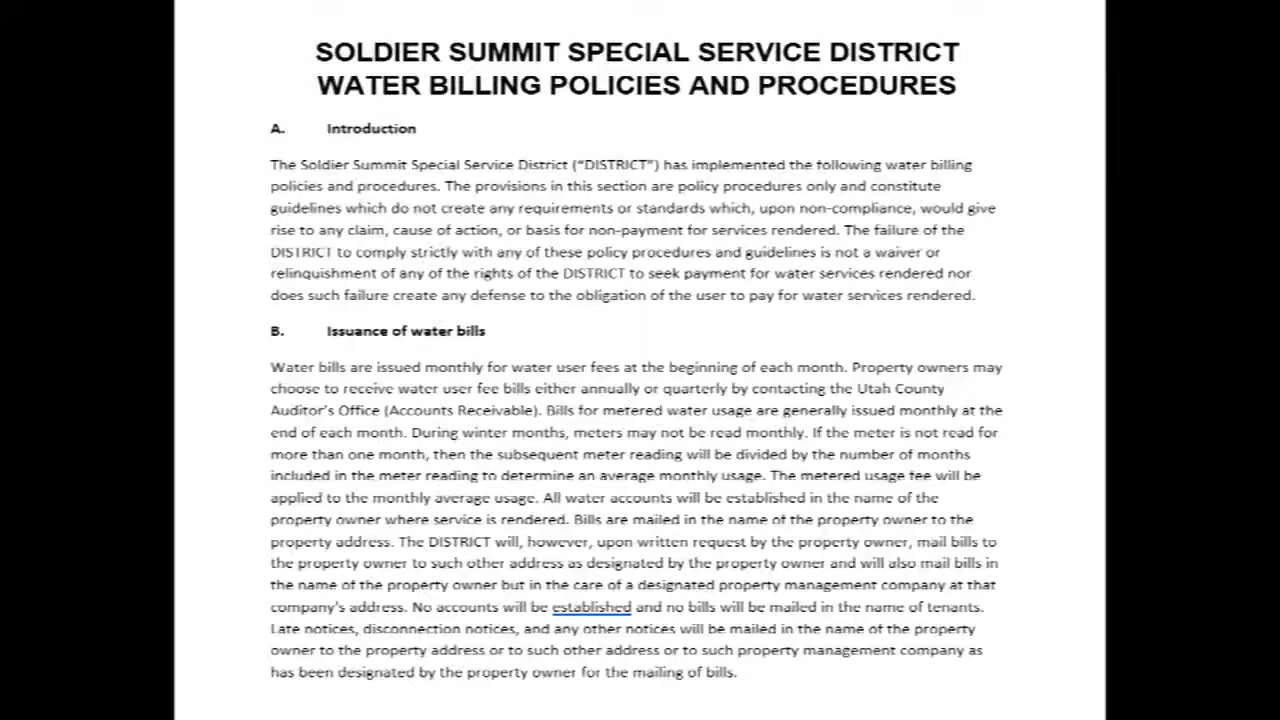 SOLDIER SUMMIT SPECIAL SERVICE DISTRICT
WATER BILLING POLICIES AND PROCEDURES
A. Introduction
The Soldier Summit Special Service District (“DISTRICT”) has implemented the following water billing
policies and procedures. The provisions in this section are policy procedures only and constitute
guidelines which do not create any requirements or standards which, upon non-compliance, would give
rise to any claim, cause of action, or basis for non-payment for services rendered. The failure of the
DISTRICT to comply strictly with any of these policy procedures and guidelines is not a waiver or
relinquishment of any of the rights of the DISTRICT to seek payment for water services rendered nor
does such failure create any defense to the obligation of the user to pay for water services rendered.
B. Issuance of water bills
Water bills are issued monthly for water user fees at the beginning of each month. Property owners may
choose to receive water user fee bills either annually or quarterly by contacting the Utah County
Auditor’s Office (Accounts Receivable). Bills for metered water usage are generally issued monthly at the
end of each month. During winter months, meters may not be read monthly. If the meter is not read for
more than one month, then the subsequent meter reading will be divided by the number of months
included in the meter reading to determine an average monthly usage. The metered usage fee will be
applied to the monthly average usage. All water accounts will be established in the name of the
property owner where service is rendered. Bills are mailed in the name of the property owner to the
property address. The DISTRICT will, however, upon written request by the property owner, mail bills to
the property owner to such other address as designated by the property owner and will also mail bills in
the name of the property owner but in the care of a designated property management company at that
company’s address. No accounts will be established and no bills will be mailed in the name of tenants.
Late notices, disconnection notices, and any other notices will be mailed in the name of the property
owner to the property address or to such other address or to such property management company as
has been designated by the property owner for the mailing of bills.